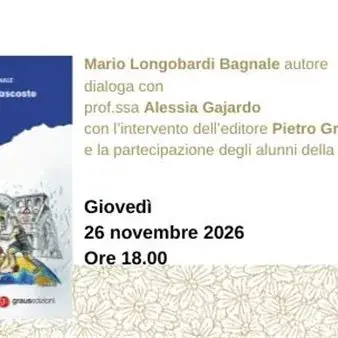 ascoste
Mario Longobardi Bagnale autore
dialoga con
prof.ssa Alessia Gajardo
con l'intervento dell'editore Pietro Gr
e la partecipazione degli alunni della
Giovedì
26 novembre 2026
Ore 18.00
grausedizioni